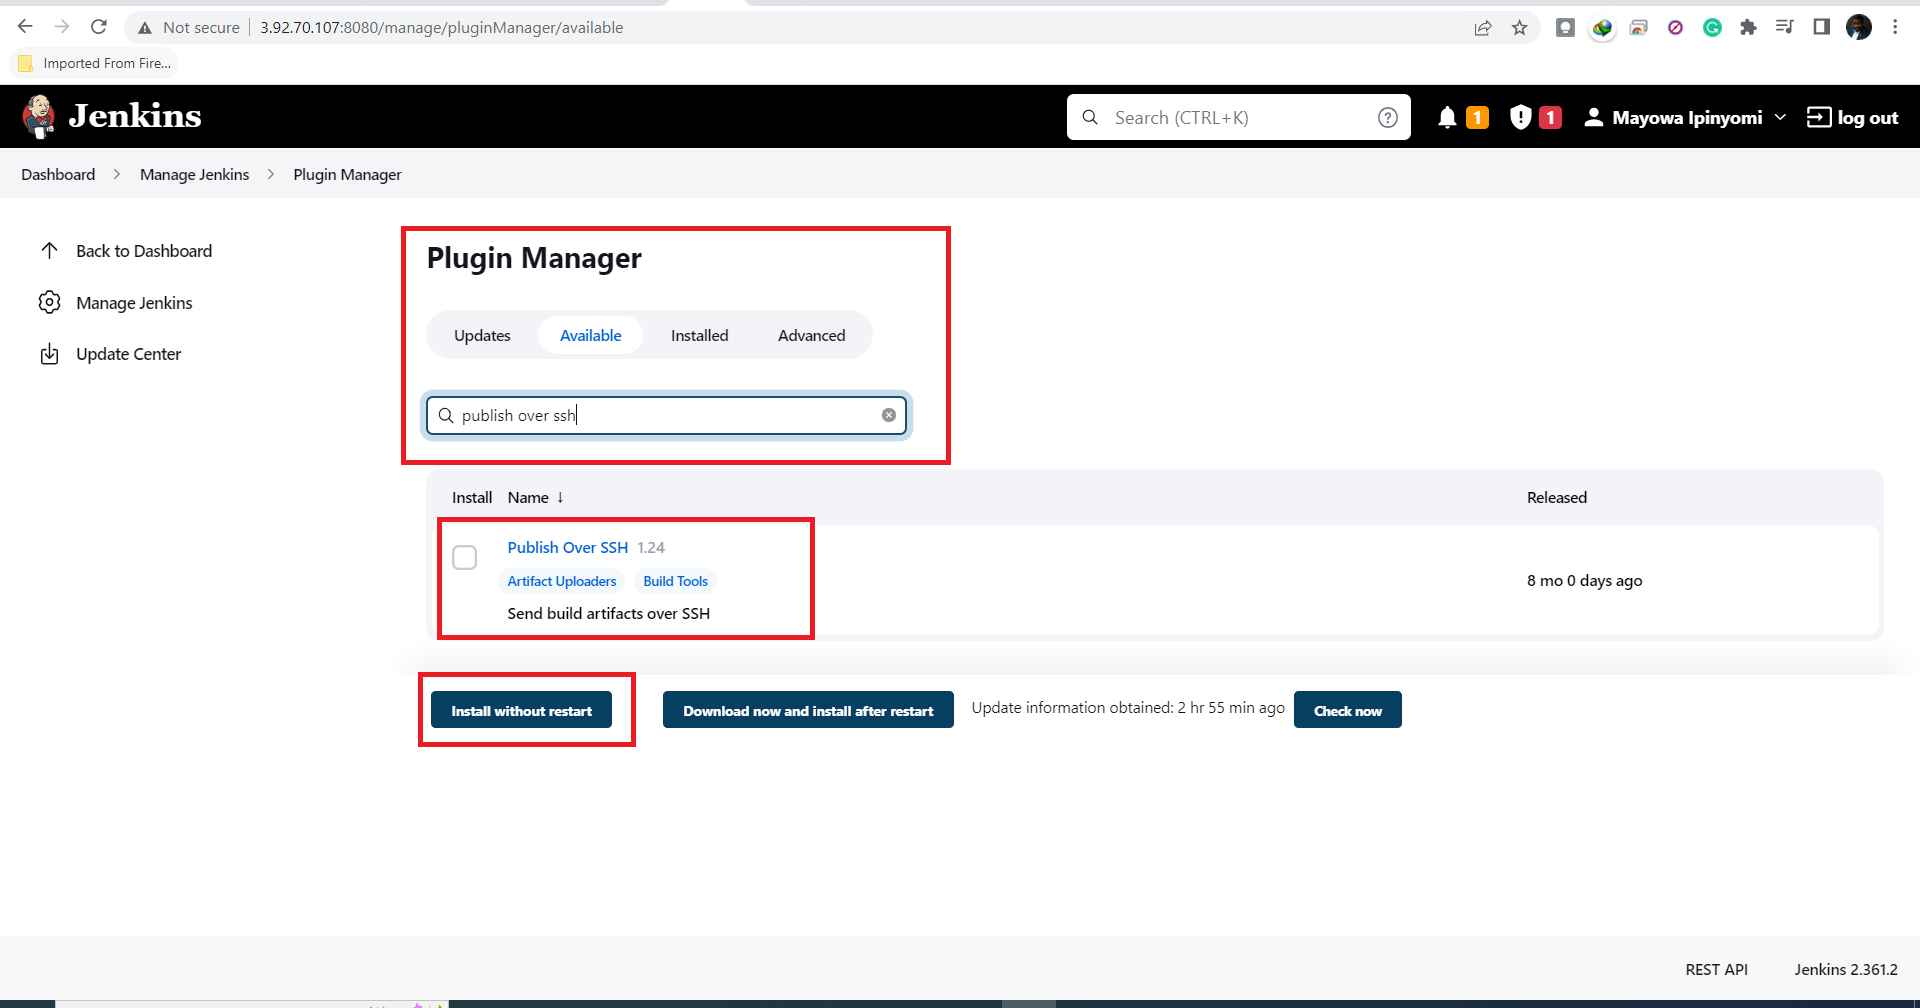 Not secure 3.92.70.107:8080/manage/pluginManager/available
Imported From Fire...
Jenkins
Search (CTRL+K)
1
1
Mayowa Ipinyomi
log out
Dashboard
Manage Jenkins
Plugin Manager
Back to Dashboard
Manage Jenkins
Update Center
Plugin Manager
Updates Available Installed Advanced
publish over ssh
Install Name ↓ Released
Publish Over SSH 1.24
Artifact Uploaders Build Tools
Send build artifacts over SSH
8 mo 0 days ago
Install without restart
Download now and install after restart
Update information obtained: 2 hr 55 min ago
Check now
REST API Jenkins 2.361.2